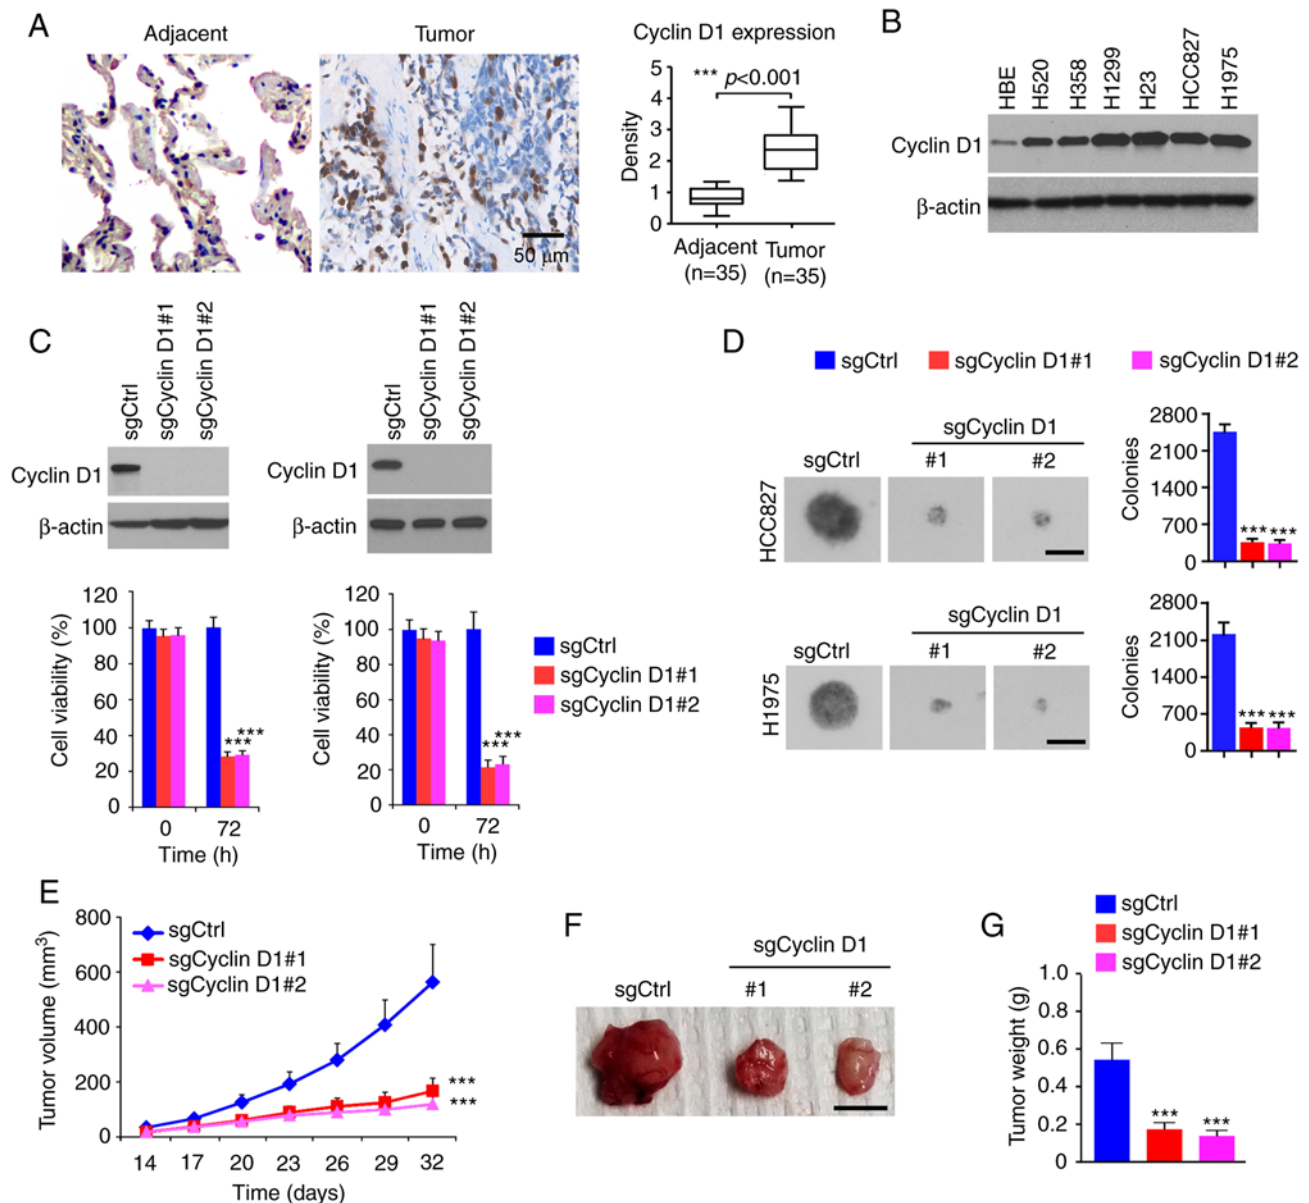 A
Adjacent
Tumor
50 μm
Cyclin D1 expression
*** p<0.001
5
4
3
2
1
0
Density
Adjacent
(n=35)
Tumor
(n=35)
B
HBE
H520
H358
H1299
H23
HCC827
H1975
Cyclin D1
β-actin
C
sgCtrl
sgCyclin D1#1
sgCyclin D1#2
Cyclin D1
β-actin
sgCtrl
sgCyclin D1#1
sgCyclin D1#2
Cyclin D1
β-actin
120
100
80
60
40
20
0
Cell viability (%)
*** ***
0 72
Time (h)
120
100
80
60
40
20
0
Cell viability (%)
*** ***
0 72
Time (h)
sgCtrl
sgCyclin D1#1
sgCyclin D1#2
D
sgCtrl sgCyclin D1#1 sgCyclin D1#2
sgCyclin D1
sgCtrl #1 #2
HCC827
2800
2100
1400
700
0
Colonies
*** ***
sgCyclin D1
sgCtrl #1 #2
H1975
2800
2100
1400
700
0
Colonies
*** ***
E
800
600
400
200
0
Tumor volume (mm³)
sgCtrl
sgCyclin D1#1
sgCyclin D1#2
***
***
14 17 20 23 26 29 32
Time (days)
F
sgCyclin D1
sgCtrl #1 #2
G
sgCtrl
sgCyclin D1#1
sgCyclin D1#2
1.0
0.8
0.6
0.4
0.2
0
Tumor weight (g)
*** ***